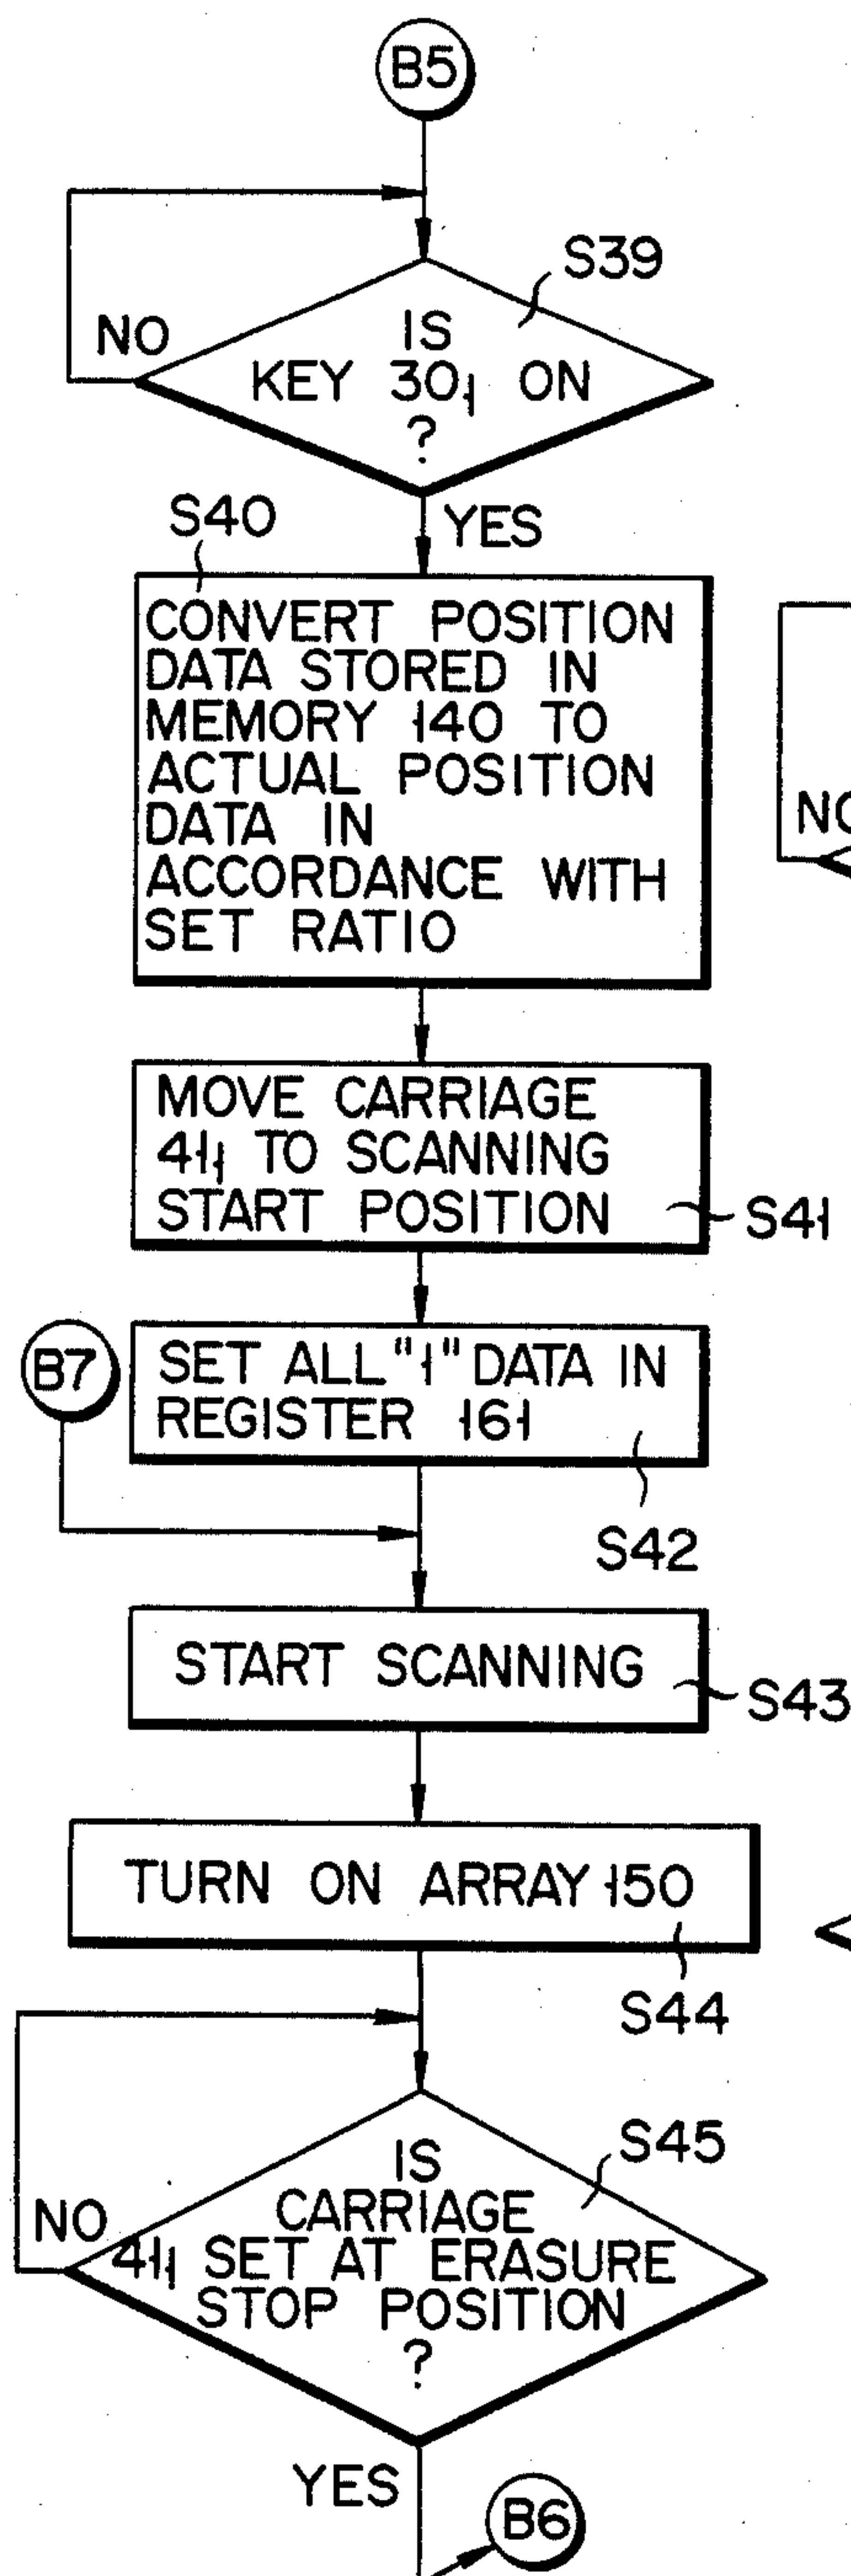 B5
S39
NO
IS
KEY 30₁ ON
?
S40
YES
CONVERT POSITION
DATA STORED IN
MEMORY 140 TO
ACTUAL POSITION
DATA IN
ACCORDANCE WITH
SET RATIO
NO
MOVE CARRIAGE
41₁ TO SCANNING
START POSITION
S41
B7
SET ALL "1" DATA IN
REGISTER 161
S42
START SCANNING
S43
TURN ON ARRAY 150
S44
S45
NO
IS
CARRIAGE
41₁ SET AT ERASURE
STOP POSITION
?
YES
B6